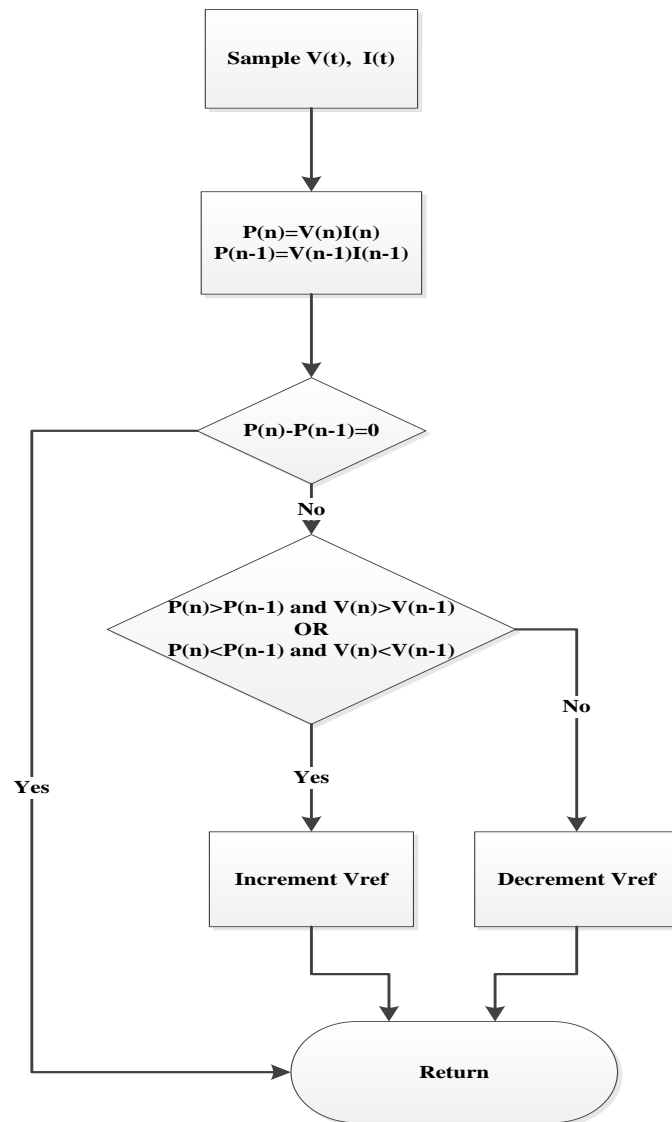 Sample V(t), I(t)
P(n)=V(n)I(n)
P(n-1)=V(n-1)I(n-1)
P(n)-P(n-1)=0
No
P(n)>P(n-1) and V(n)>V(n-1)
OR
P(n)<P(n-1) and V(n)<V(n-1)
No
Yes
Yes
Increment Vref
Decrement Vref
Return